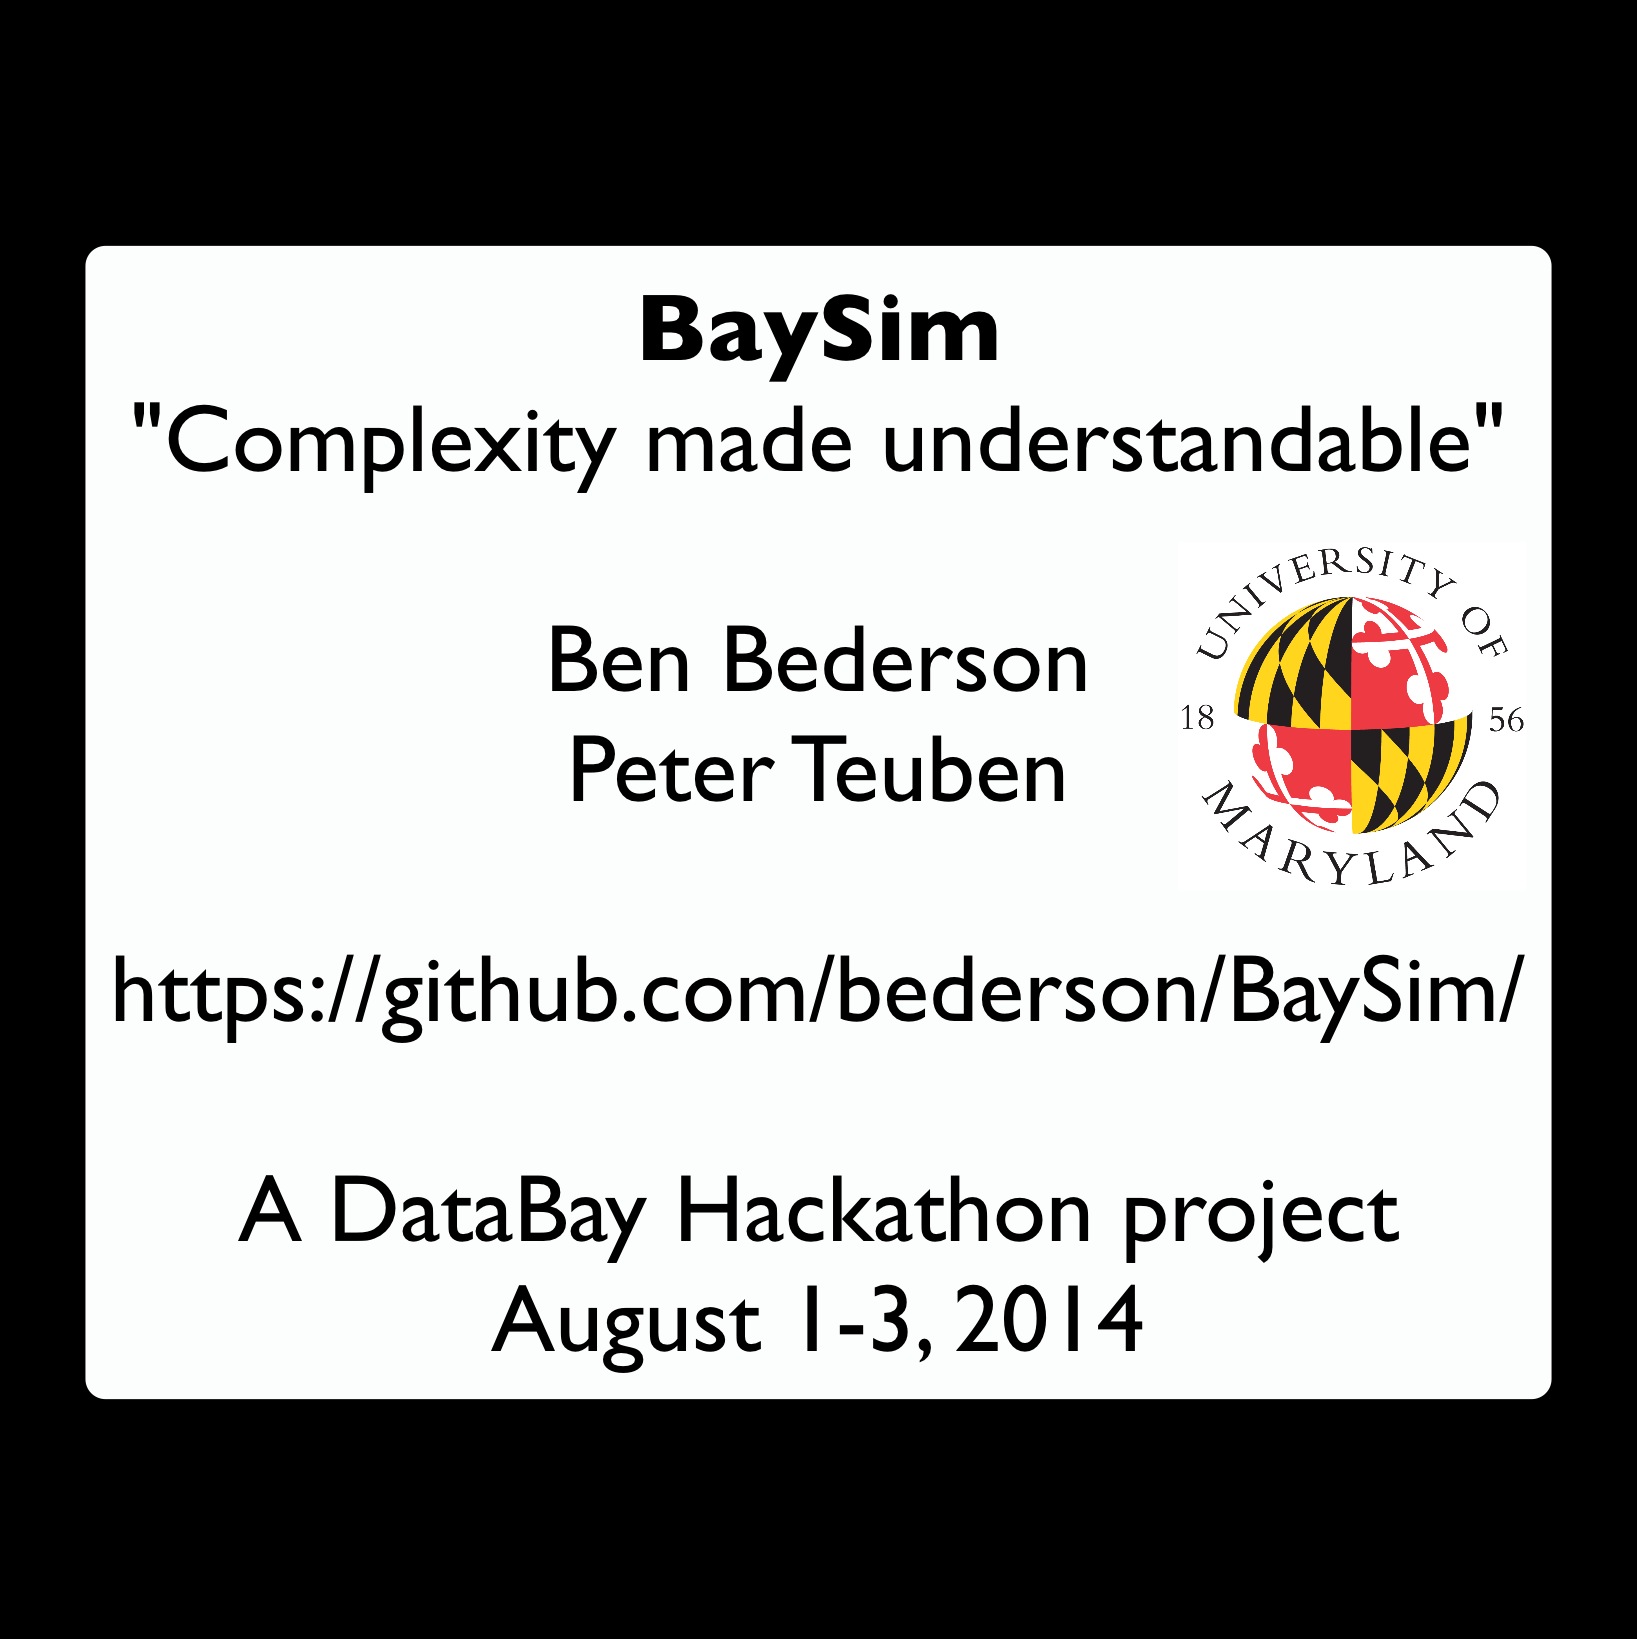 BaySim
"Complexity made understandable"
Ben Bederson
Peter Teuben
UNIVERSITY OF
18 56
MARYLAND
https://github.com/bederson/BaySim/
A DataBay Hackathon project
August 1-3, 2014